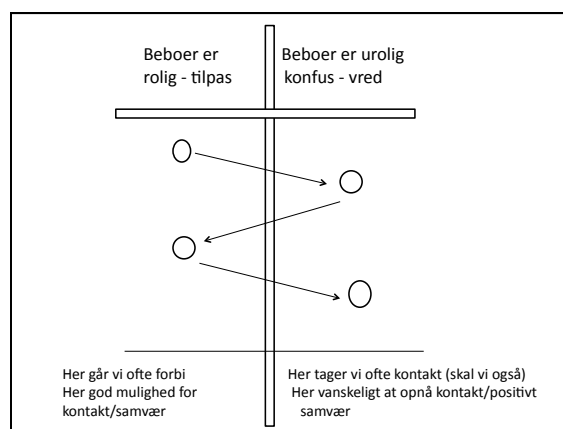 Beboer er
rolig - tilpas
Beboer er urolig
konfus - vred
Her går vi ofte forbi
Her god mulighed for
kontakt/samvær
Her tager vi ofte kontakt (skal vi også)
Her vanskeligt at opnå kontakt/positivt
samvær